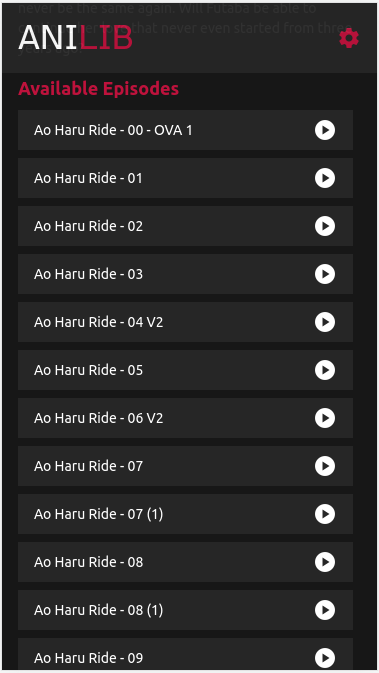 never be the same again. Will Futaba be able to
never even started from three
ANILIB
Available Episodes
Ao Haru Ride - 00 - OVA 1
Ao Haru Ride - 01
Ao Haru Ride - 02
Ao Haru Ride - 03
Ao Haru Ride - 04 V2
Ao Haru Ride - 05
Ao Haru Ride - 06 V2
Ao Haru Ride - 07
Ao Haru Ride - 07 (1)
Ao Haru Ride - 08
Ao Haru Ride - 08 (1)
Ao Haru Ride - 09